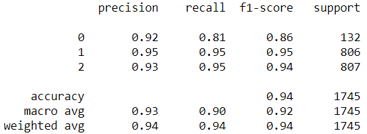 precision recall f1-score support
0 0.92 0.81 0.86 132
1 0.95 0.95 0.95 806
2 0.93 0.95 0.94 807
accuracy 0.94 1745
macro avg 0.93 0.90 0.92 1745
weighted avg 0.94 0.94 0.94 1745